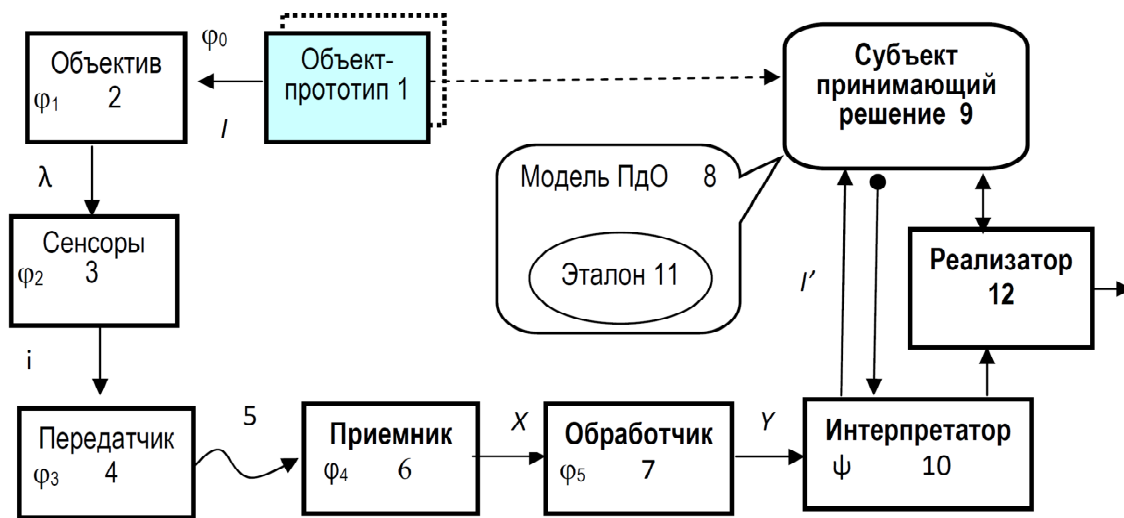 φ₀
Объектив
φ₁ 2
Объект-
прототип 1
I
Субъект
принимающий
решение 9
λ
Модель ПдО 8
Сенсоры
φ₂ 3
Эталон 11
I’
Реализатор
12
i
Передатчик
φ₃ 4
5
Приемник
φ₄ 6
X
Обработчик
φ₅ 7
Y
Интерпретатор
ψ 10